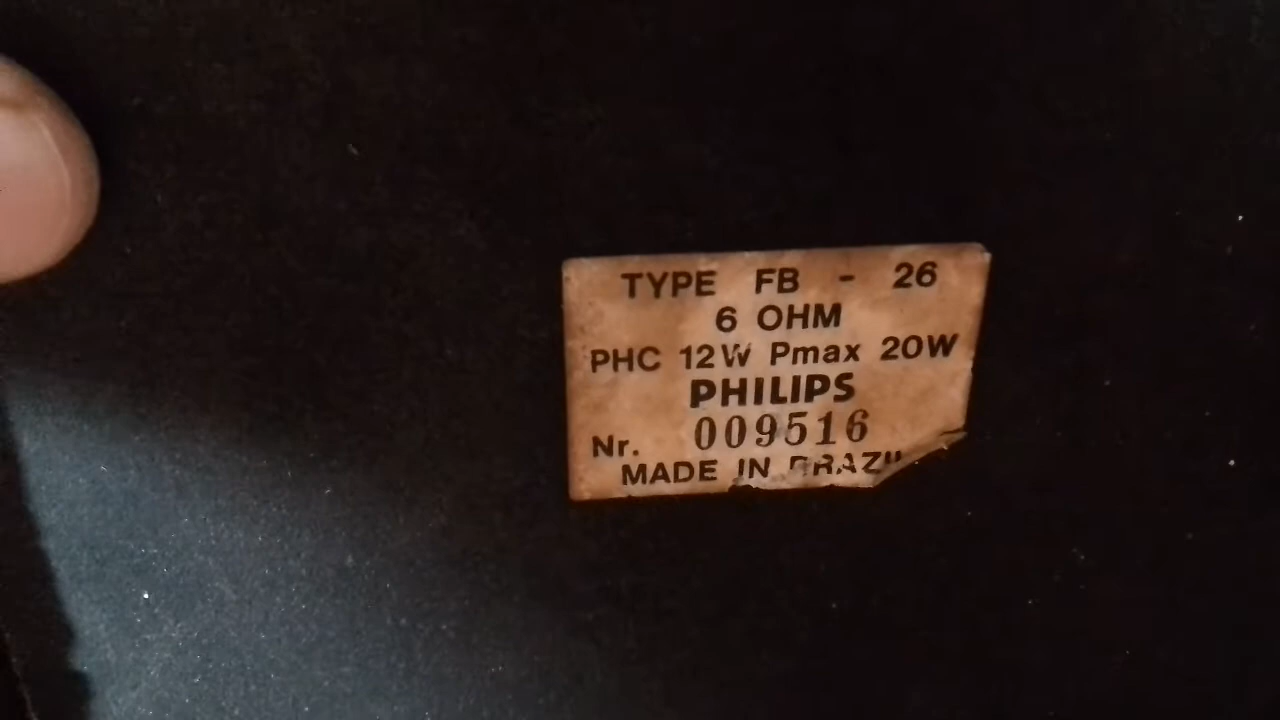 TYPE FB - 26
6 OHM
PHC 12W Pmax 20W
PHILIPS
Nr. 009516
MADE IN BRAZIL